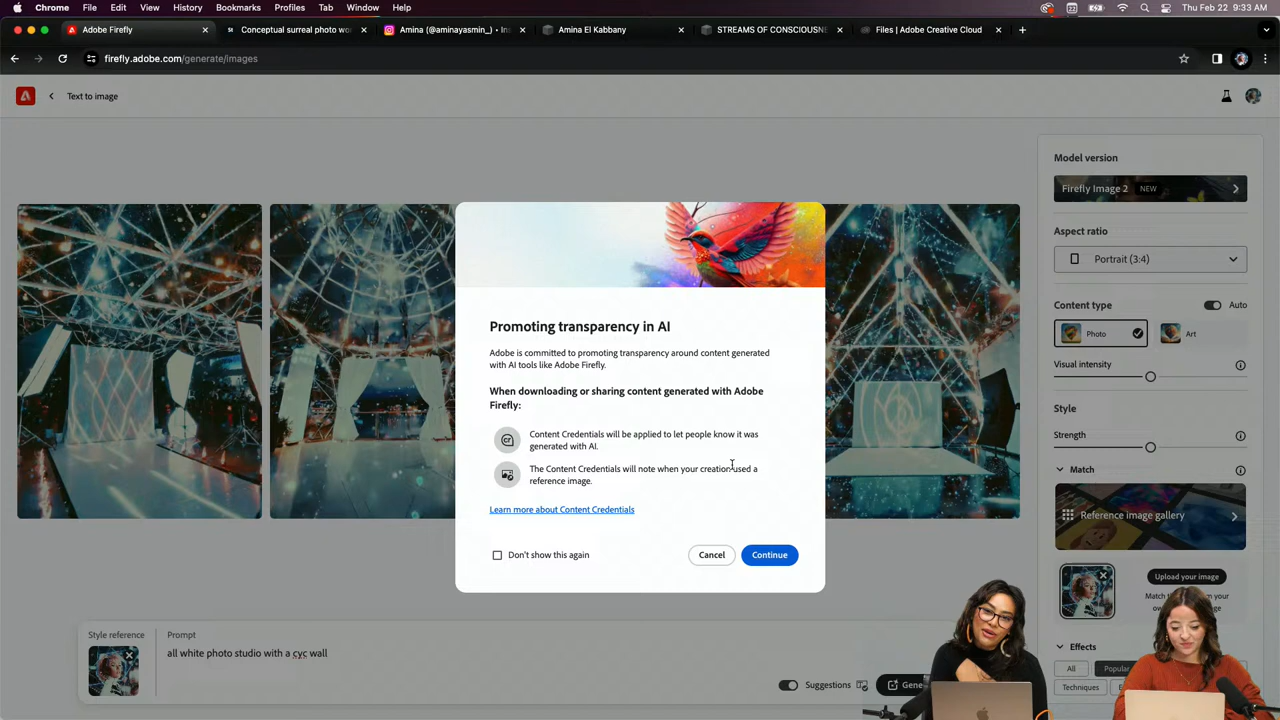 Chrome File Edit View History Bookmarks Profiles Tab Window Help
Thu Feb 22 9:33 AM
Adobe Firefly
Conceptual surreal photo wo
Amina (@aminayasmin_) • Ins
Amina El Kabbany
STREAMS OF CONSCIOUSNE
Files | Adobe Creative Cloud
firefly.adobe.com/generate/images
Text to image
Model version
Firefly Image 2 NEW
Aspect ratio
Portrait (3:4)
Content type
Auto
Photo
Art
Visual intensity
Style
Strength
Match
Reference image gallery
Upload your image
Effects
All
Popular
Techniques
Promoting transparency in AI
Adobe is committed to promoting transparency around content generated
with AI tools like Adobe Firefly.
When downloading or sharing content generated with Adobe
Firefly:
Content Credentials will be applied to let people know it was
generated with AI.
The Content Credentials will note when your creation used a
reference image.
Learn more about Content Credentials
Don't show this again
Cancel
Continue
Style reference
Prompt
all white photo studio with a cyc wall
Suggestions
Gene